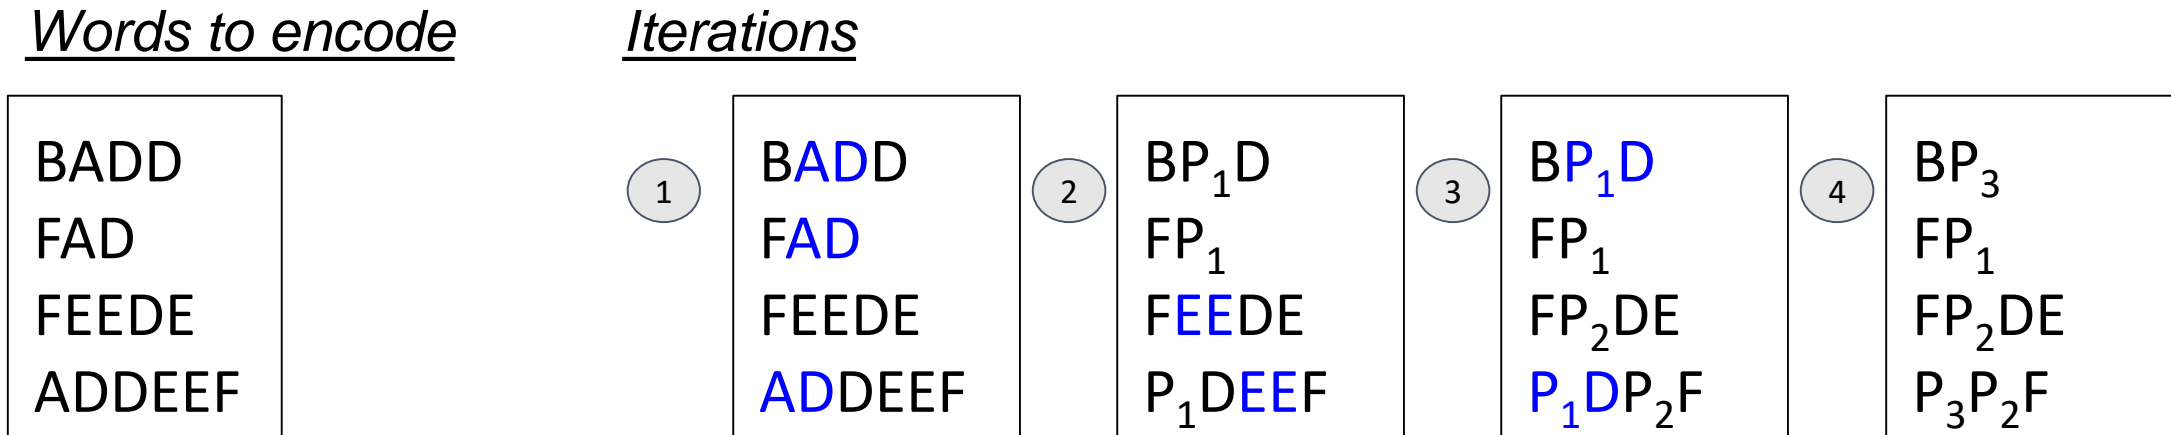 Words to encode
Iterations
BADD
FAD
FEEDE
ADDEEF
1
BADD
FAD
FEEDE
ADDEEF
2
BP₁D
FP₁
FEEDE
P₁DEEF
3
BP₁D
FP₁
FP₂DE
P₁DP₂F
4
BP₃
FP₁
FP₂DE
P₃P₂F